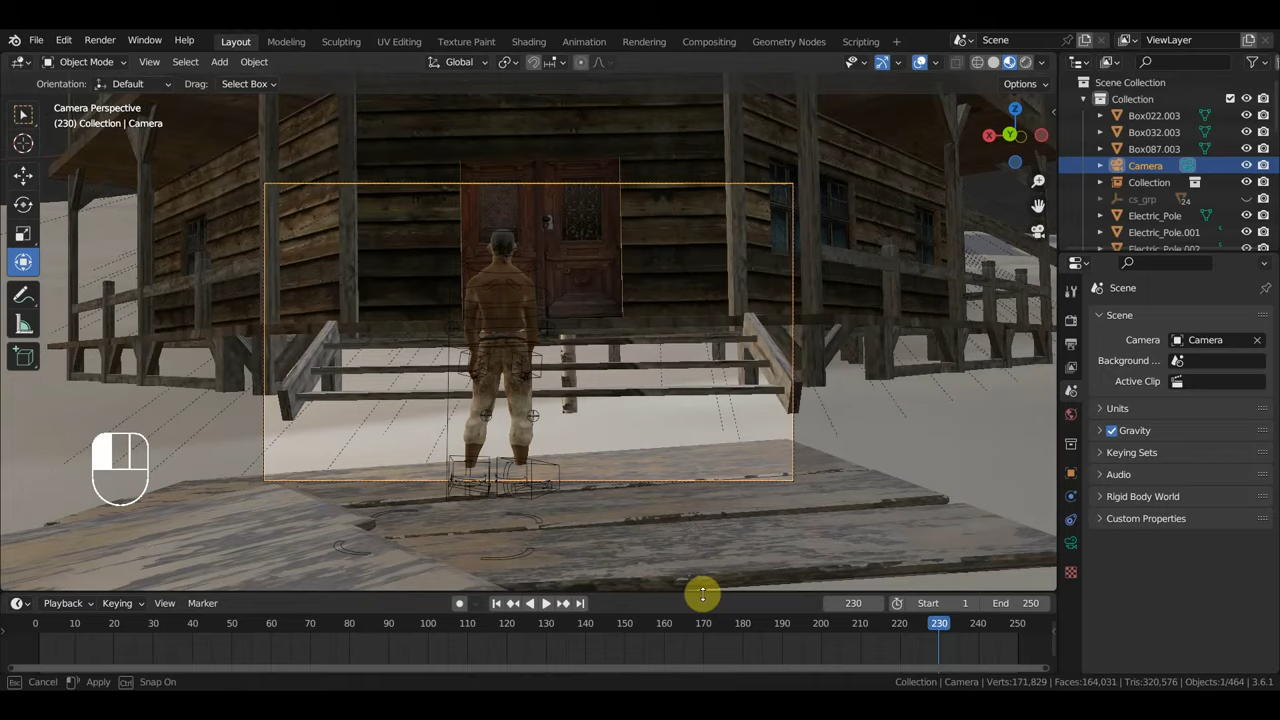 File Edit Render Window Help Layout Modeling Sculpting UV Editing Texture Paint Shading Animation Rendering Compositing Geometry Nodes Scripting + Scene ViewLayer
Object Mode View Select Add Object Global
Orientation: Default Drag: Select Box Options
Camera Perspective
(230) Collection | Camera
Z
X
Y
Scene Collection
Collection
Box022.003
Box032.003
Box087.003
Camera
Collection
cs_grp 24
Electric_Pole
Electric_Pole.001
Electric_Pole.002
Scene
Scene
Camera Camera
Background ...
Active Clip
Units
Gravity
Keying Sets
Audio
Rigid Body World
Custom Properties
Playback Keying View Marker 230 Start 1 End 250
0 10 20 30 40 50 60 70 80 90 100 110 120 130 140 150 160 170 180 190 200 210 220 230 240 250
Esc Cancel Apply Ctrl Snap On Collection | Camera Verts:171,829 | Faces:164,031 | Tris:320,576 | Objects:1/464 | 3.6.1